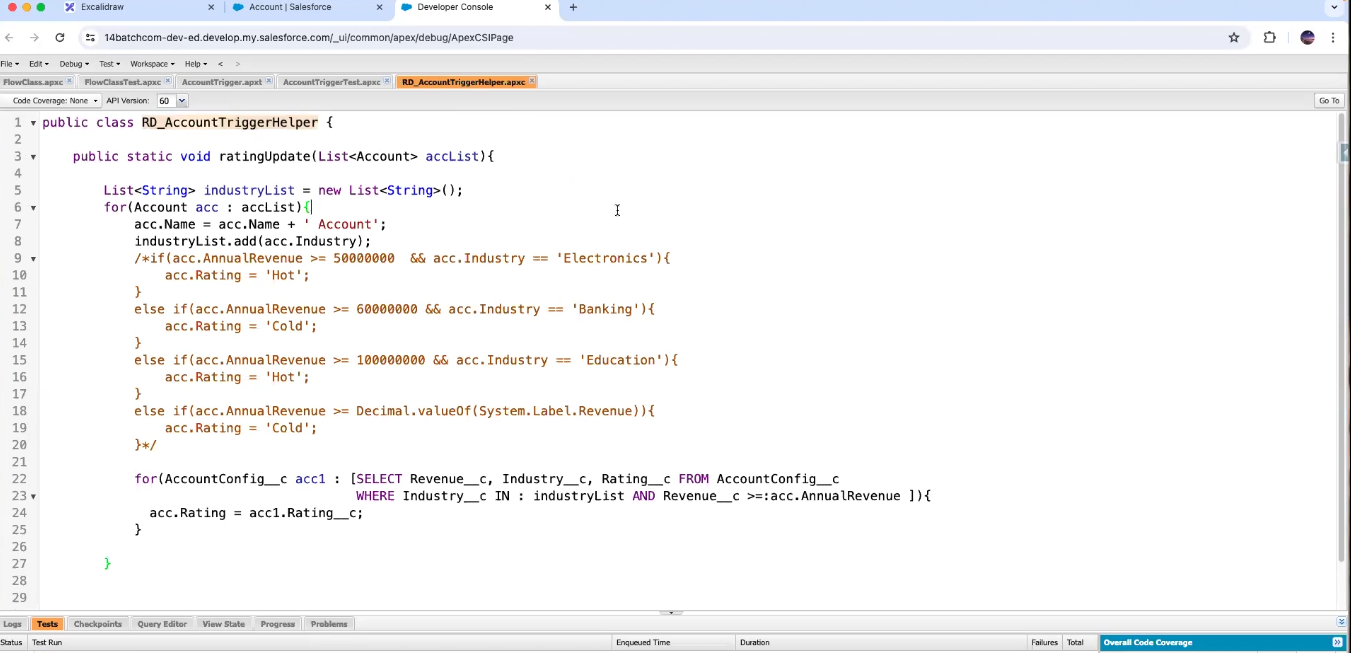 Excalidraw
Account | Salesforce
Developer Console
14batchcom-dev-ed.develop.my.salesforce.com/_ui/common/apex/debug/ApexCSIPage
File Edit Debug Test Workspace Help < >
FlowClass.apxc FlowClassTest.apxc AccountTrigger.apxt AccountTriggerTest.apxc RD_AccountTriggerHelper.apxc
Code Coverage: None API Version: 60 Go To
1 public class RD_AccountTriggerHelper {
2
3 public static void ratingUpdate(List<Account> accList){
4
5 List<String> industryList = new List<String>();
6 for(Account acc : accList){
7 acc.Name = acc.Name + ' Account';
8 industryList.add(acc.Industry);
9 /*if(acc.AnnualRevenue >= 50000000  && acc.Industry == 'Electronics'){
10 acc.Rating = 'Hot';
11 }
12 else if(acc.AnnualRevenue >= 60000000 && acc.Industry == 'Banking'){
13 acc.Rating = 'Cold';
14 }
15 else if(acc.AnnualRevenue >= 100000000 && acc.Industry == 'Education'){
16 acc.Rating = 'Hot';
17 }
18 else if(acc.AnnualRevenue >= Decimal.valueOf(System.Label.Revenue)){
19 acc.Rating = 'Cold';
20 }*/
21
22 for(AccountConfig__c acc1 : [SELECT Revenue__c, Industry__c, Rating__c FROM AccountConfig__c
23 WHERE Industry__c IN : industryList AND Revenue__c >=:acc.AnnualRevenue ]){
24 acc.Rating = acc1.Rating__c;
25 }
26
27 }
28
29
Logs Tests Checkpoints Query Editor View State Progress Problems
Status Test Run Enqueued Time Duration Failures Total Overall Code Coverage